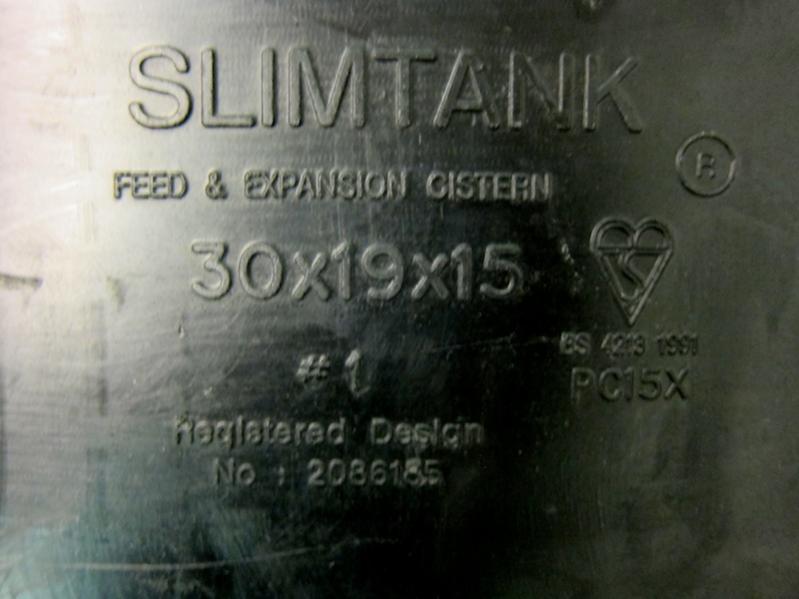 SLIMTANK
®
FEED & EXPANSION CISTERN
30x19x15
BS 4213 1991
PC15X
#1
Registered Design
No : 2086185